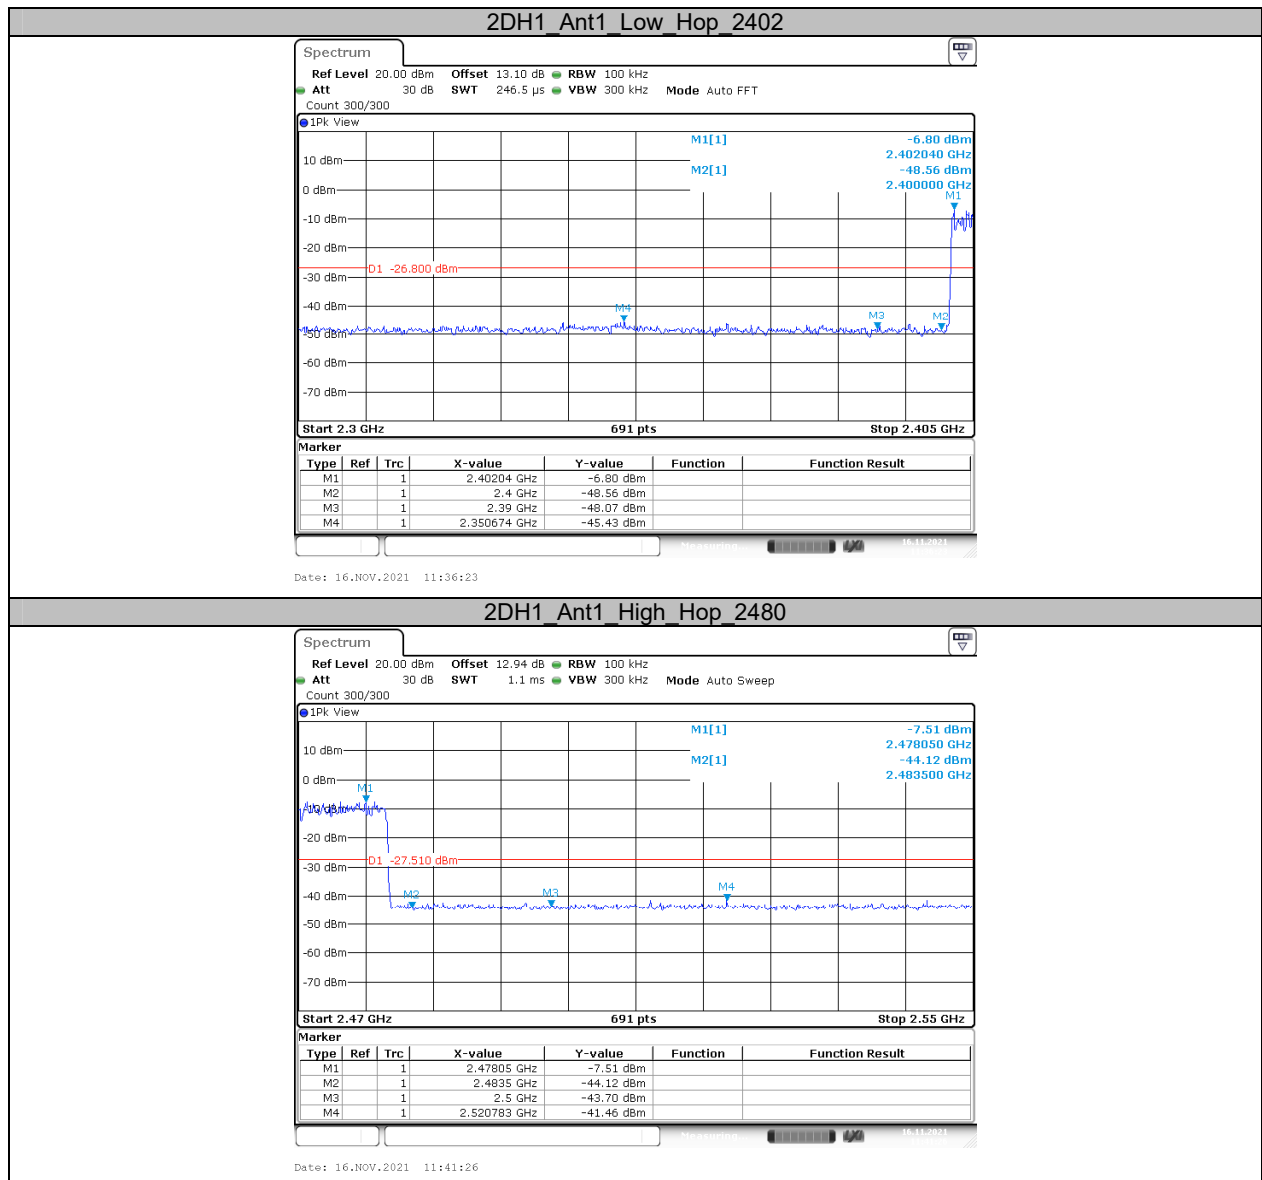 2DH1_Ant1_Low_Hop_2402
Spectrum
Ref Level 20.00 dBm Offset 13.10 dB RBW 100 kHz
Att 30 dB SWT 246.5 µs VBW 300 kHz Mode Auto FFT
Count 300/300
1Pk View
M1[1] -6.80 dBm
2.402040 GHz
M2[1] -48.56 dBm
2.400000 GHz
10 dBm
0 dBm
-10 dBm
-20 dBm
-30 dBm
-40 dBm
-50 dBm
-60 dBm
-70 dBm
D1 -26.800 dBm
M4
M3
M2
M1
Start 2.3 GHz 691 pts Stop 2.405 GHz
Marker
Type Ref Trc X-value Y-value Function Function Result
M1 1 2.40204 GHz -6.80 dBm
M2 1 2.4 GHz -48.56 dBm
M3 1 2.39 GHz -48.07 dBm
M4 1 2.350674 GHz -45.43 dBm
Measuring... 16.11.2021
Date: 16.NOV.2021 11:36:23
2DH1_Ant1_High_Hop_2480
Spectrum
Ref Level 20.00 dBm Offset 12.94 dB RBW 100 kHz
Att 30 dB SWT 1.1 ms VBW 300 kHz Mode Auto Sweep
Count 300/300
1Pk View
M1[1] -7.51 dBm
2.478050 GHz
M2[1] -44.12 dBm
2.483500 GHz
10 dBm
0 dBm
-10 dBm
-20 dBm
-30 dBm
-40 dBm
-50 dBm
-60 dBm
-70 dBm
D1 -27.510 dBm
M1
M2
M3
M4
Start 2.47 GHz 691 pts Stop 2.55 GHz
Marker
Type Ref Trc X-value Y-value Function Function Result
M1 1 2.47805 GHz -7.51 dBm
M2 1 2.4835 GHz -44.12 dBm
M3 1 2.5 GHz -43.70 dBm
M4 1 2.520783 GHz -41.46 dBm
Measuring... 16.11.2021
Date: 16.NOV.2021 11:41:26